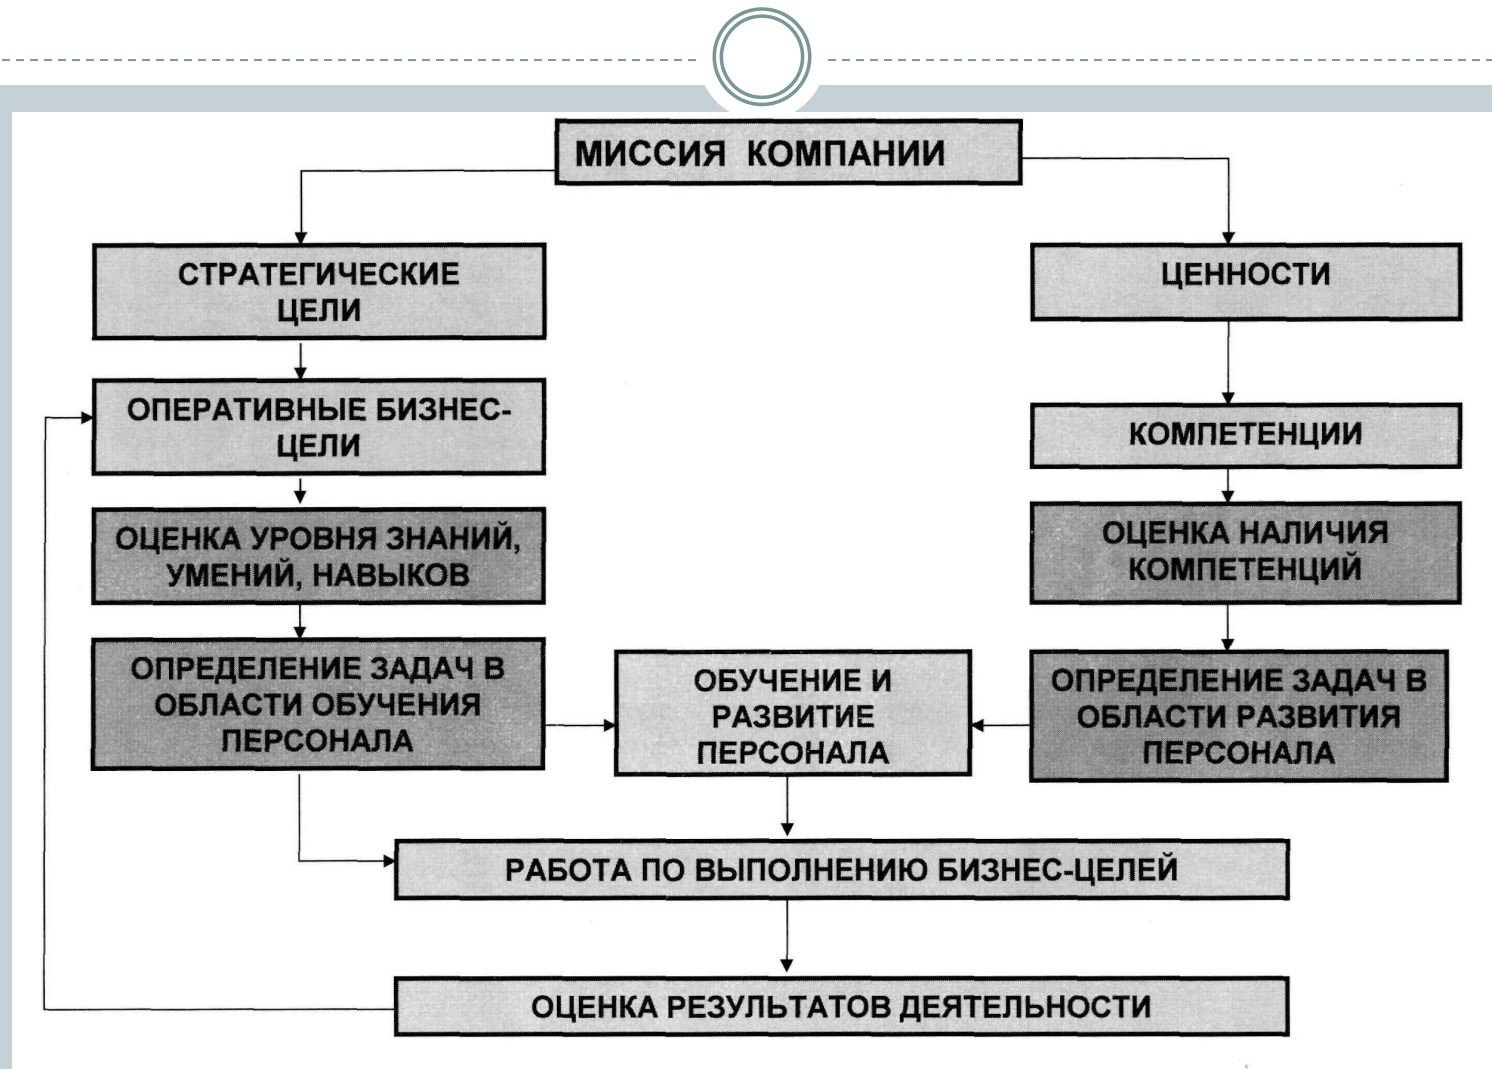 МИССИЯ КОМПАНИИ
СТРАТЕГИЧЕСКИЕ
ЦЕЛИ
ЦЕННОСТИ
ОПЕРАТИВНЫЕ БИЗНЕС-
ЦЕЛИ
КОМПЕТЕНЦИИ
ОЦЕНКА УРОВНЯ ЗНАНИЙ,
УМЕНИЙ, НАВЫКОВ
ОЦЕНКА НАЛИЧИЯ
КОМПЕТЕНЦИЙ
ОПРЕДЕЛЕНИЕ ЗАДАЧ В
ОБЛАСТИ ОБУЧЕНИЯ
ПЕРСОНАЛА
ОБУЧЕНИЕ И
РАЗВИТИЕ
ПЕРСОНАЛА
ОПРЕДЕЛЕНИЕ ЗАДАЧ В
ОБЛАСТИ РАЗВИТИЯ
ПЕРСОНАЛА
РАБОТА ПО ВЫПОЛНЕНИЮ БИЗНЕС-ЦЕЛЕЙ
ОЦЕНКА РЕЗУЛЬТАТОВ ДЕЯТЕЛЬНОСТИ